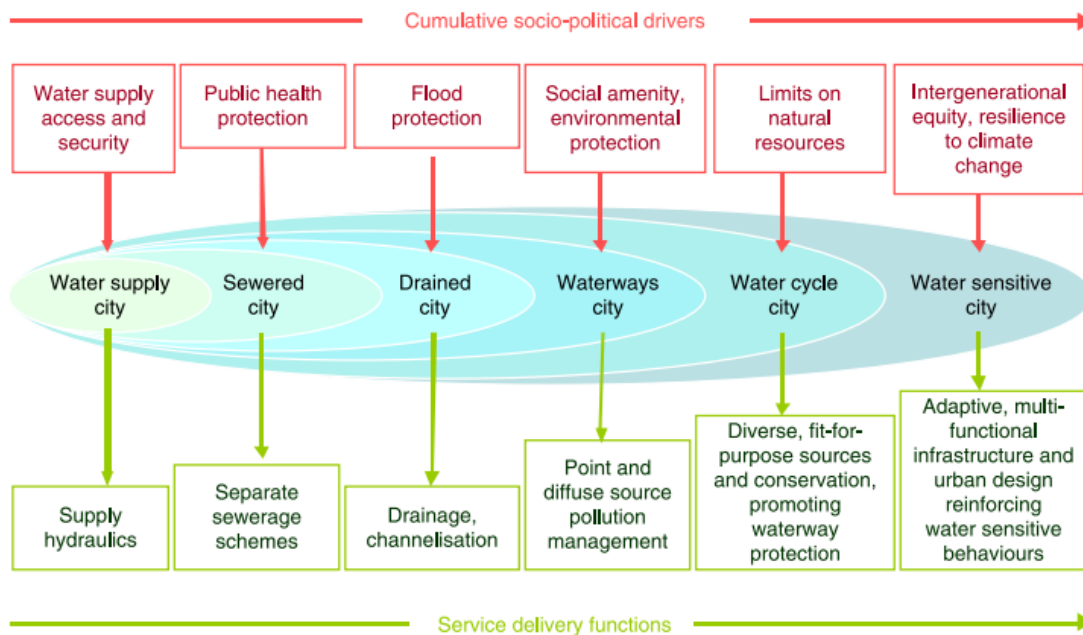 Cumulative socio-political drivers
Water supply
access and
security
Public health
protection
Flood
protection
Social amenity,
environmental
protection
Limits on
natural
resources
Intergenerational
equity, resilience
to climate
change
Water supply
city
Sewered
city
Drained
city
Waterways
city
Water cycle
city
Water sensitive
city
Supply
hydraulics
Separate
sewerage
schemes
Drainage,
channelisation
Point and
diffuse source
pollution
management
Diverse, fit-for-
purpose sources
and conservation,
promoting
waterway
protection
Adaptive, multi-
functional
infrastructure and
urban design
reinforcing
water sensitive
behaviours
Service delivery functions